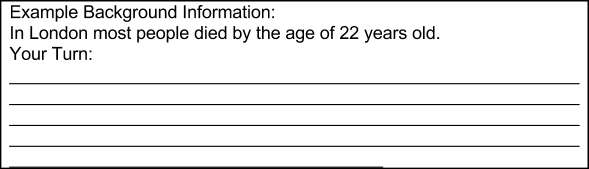 Example Background Information:
In London most people died by the age of 22 years old.
Your Turn: